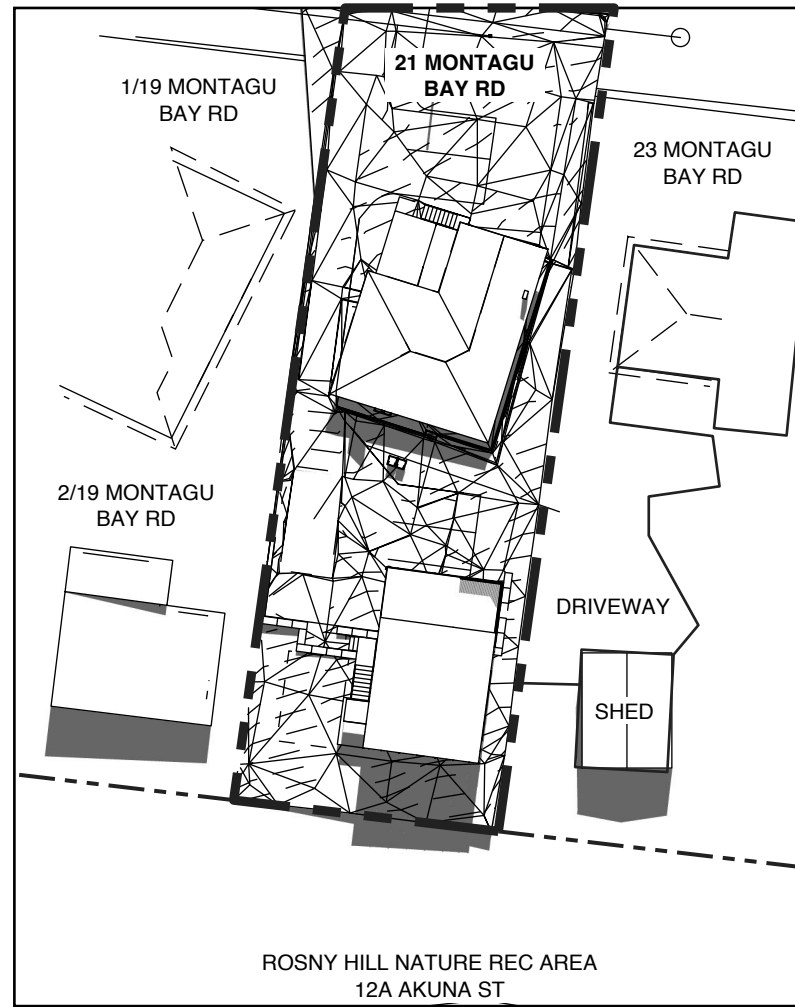 21 MONTAGU
BAY RD
1/19 MONTAGU
BAY RD
23 MONTAGU
BAY RD
2/19 MONTAGU
BAY RD
DRIVEWAY
SHED
ROSNY HILL NATURE REC AREA
12A AKUNA ST